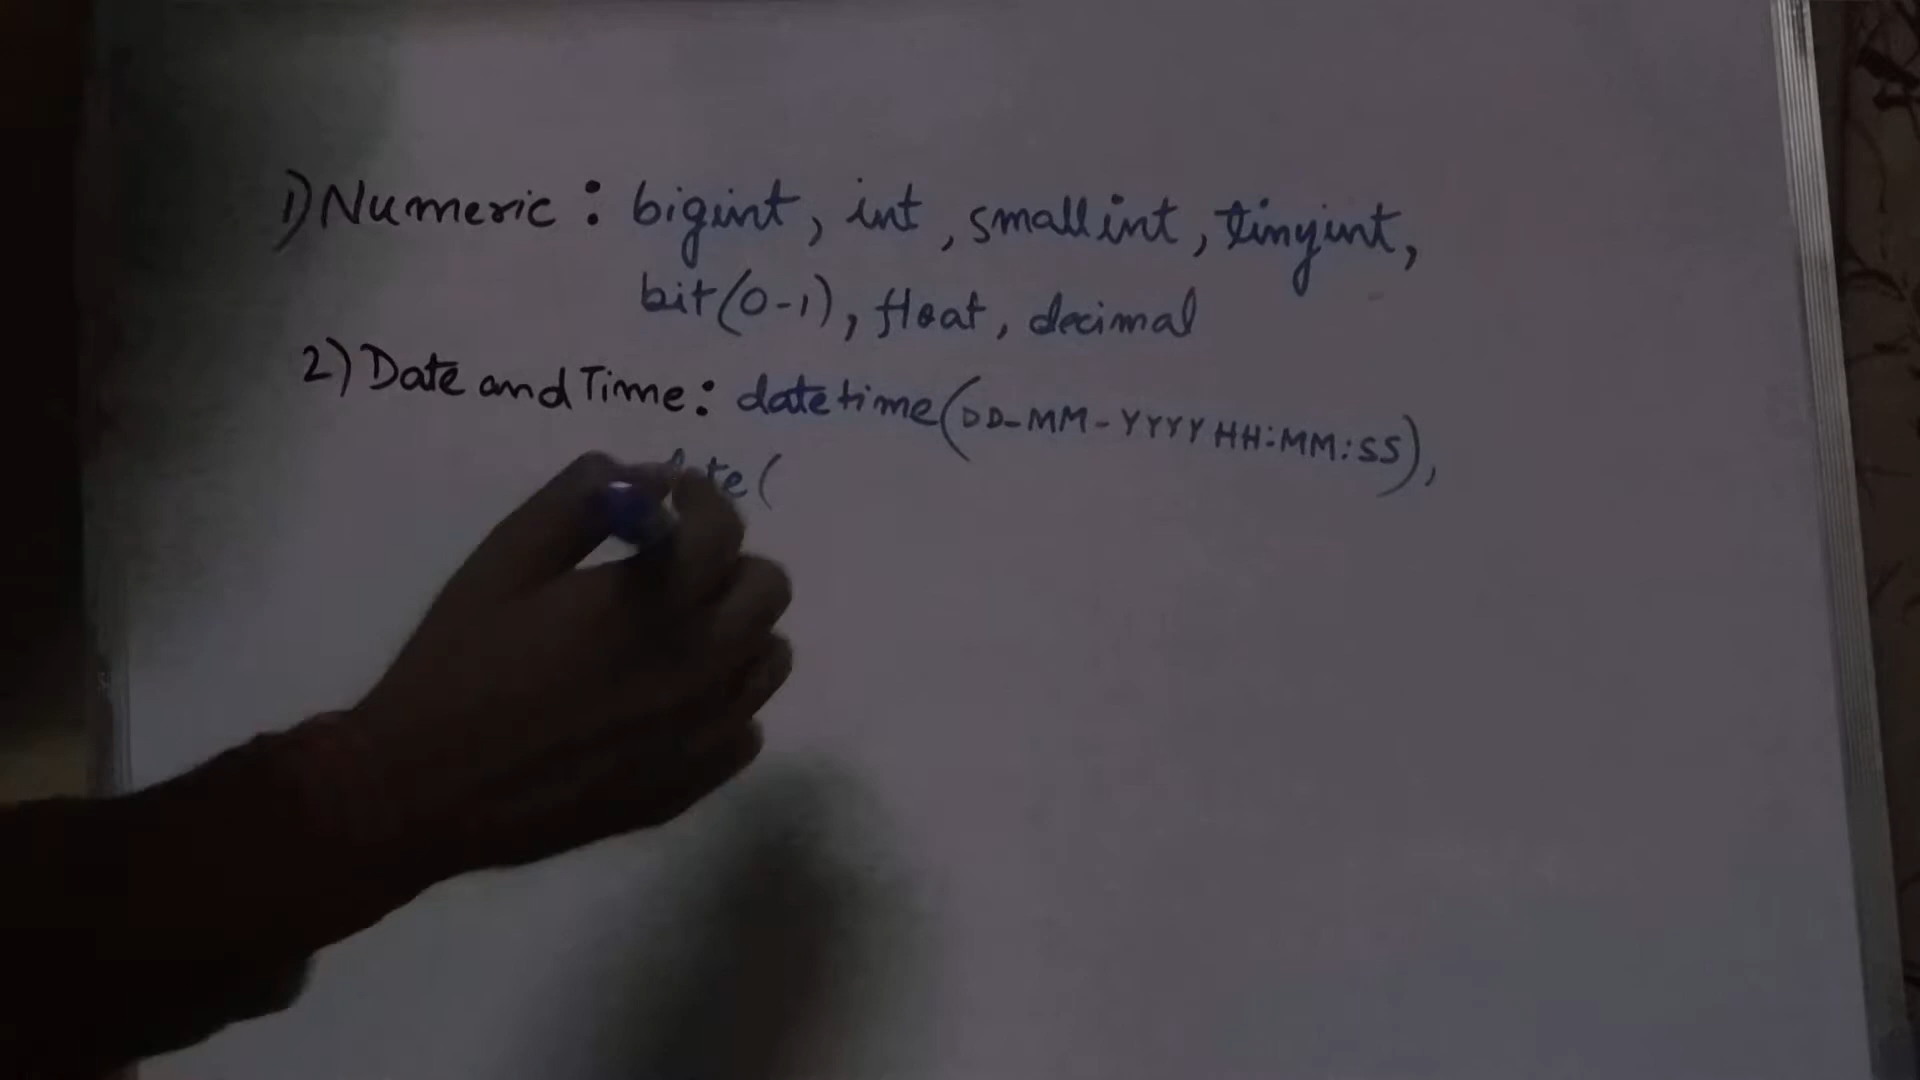 1) Numeric : bigint, int, smallint, tinyint,
bit(0-1), float, decimal
2) Date and Time: datetime(DD-MM-YYYY HH:MM:SS),
date(